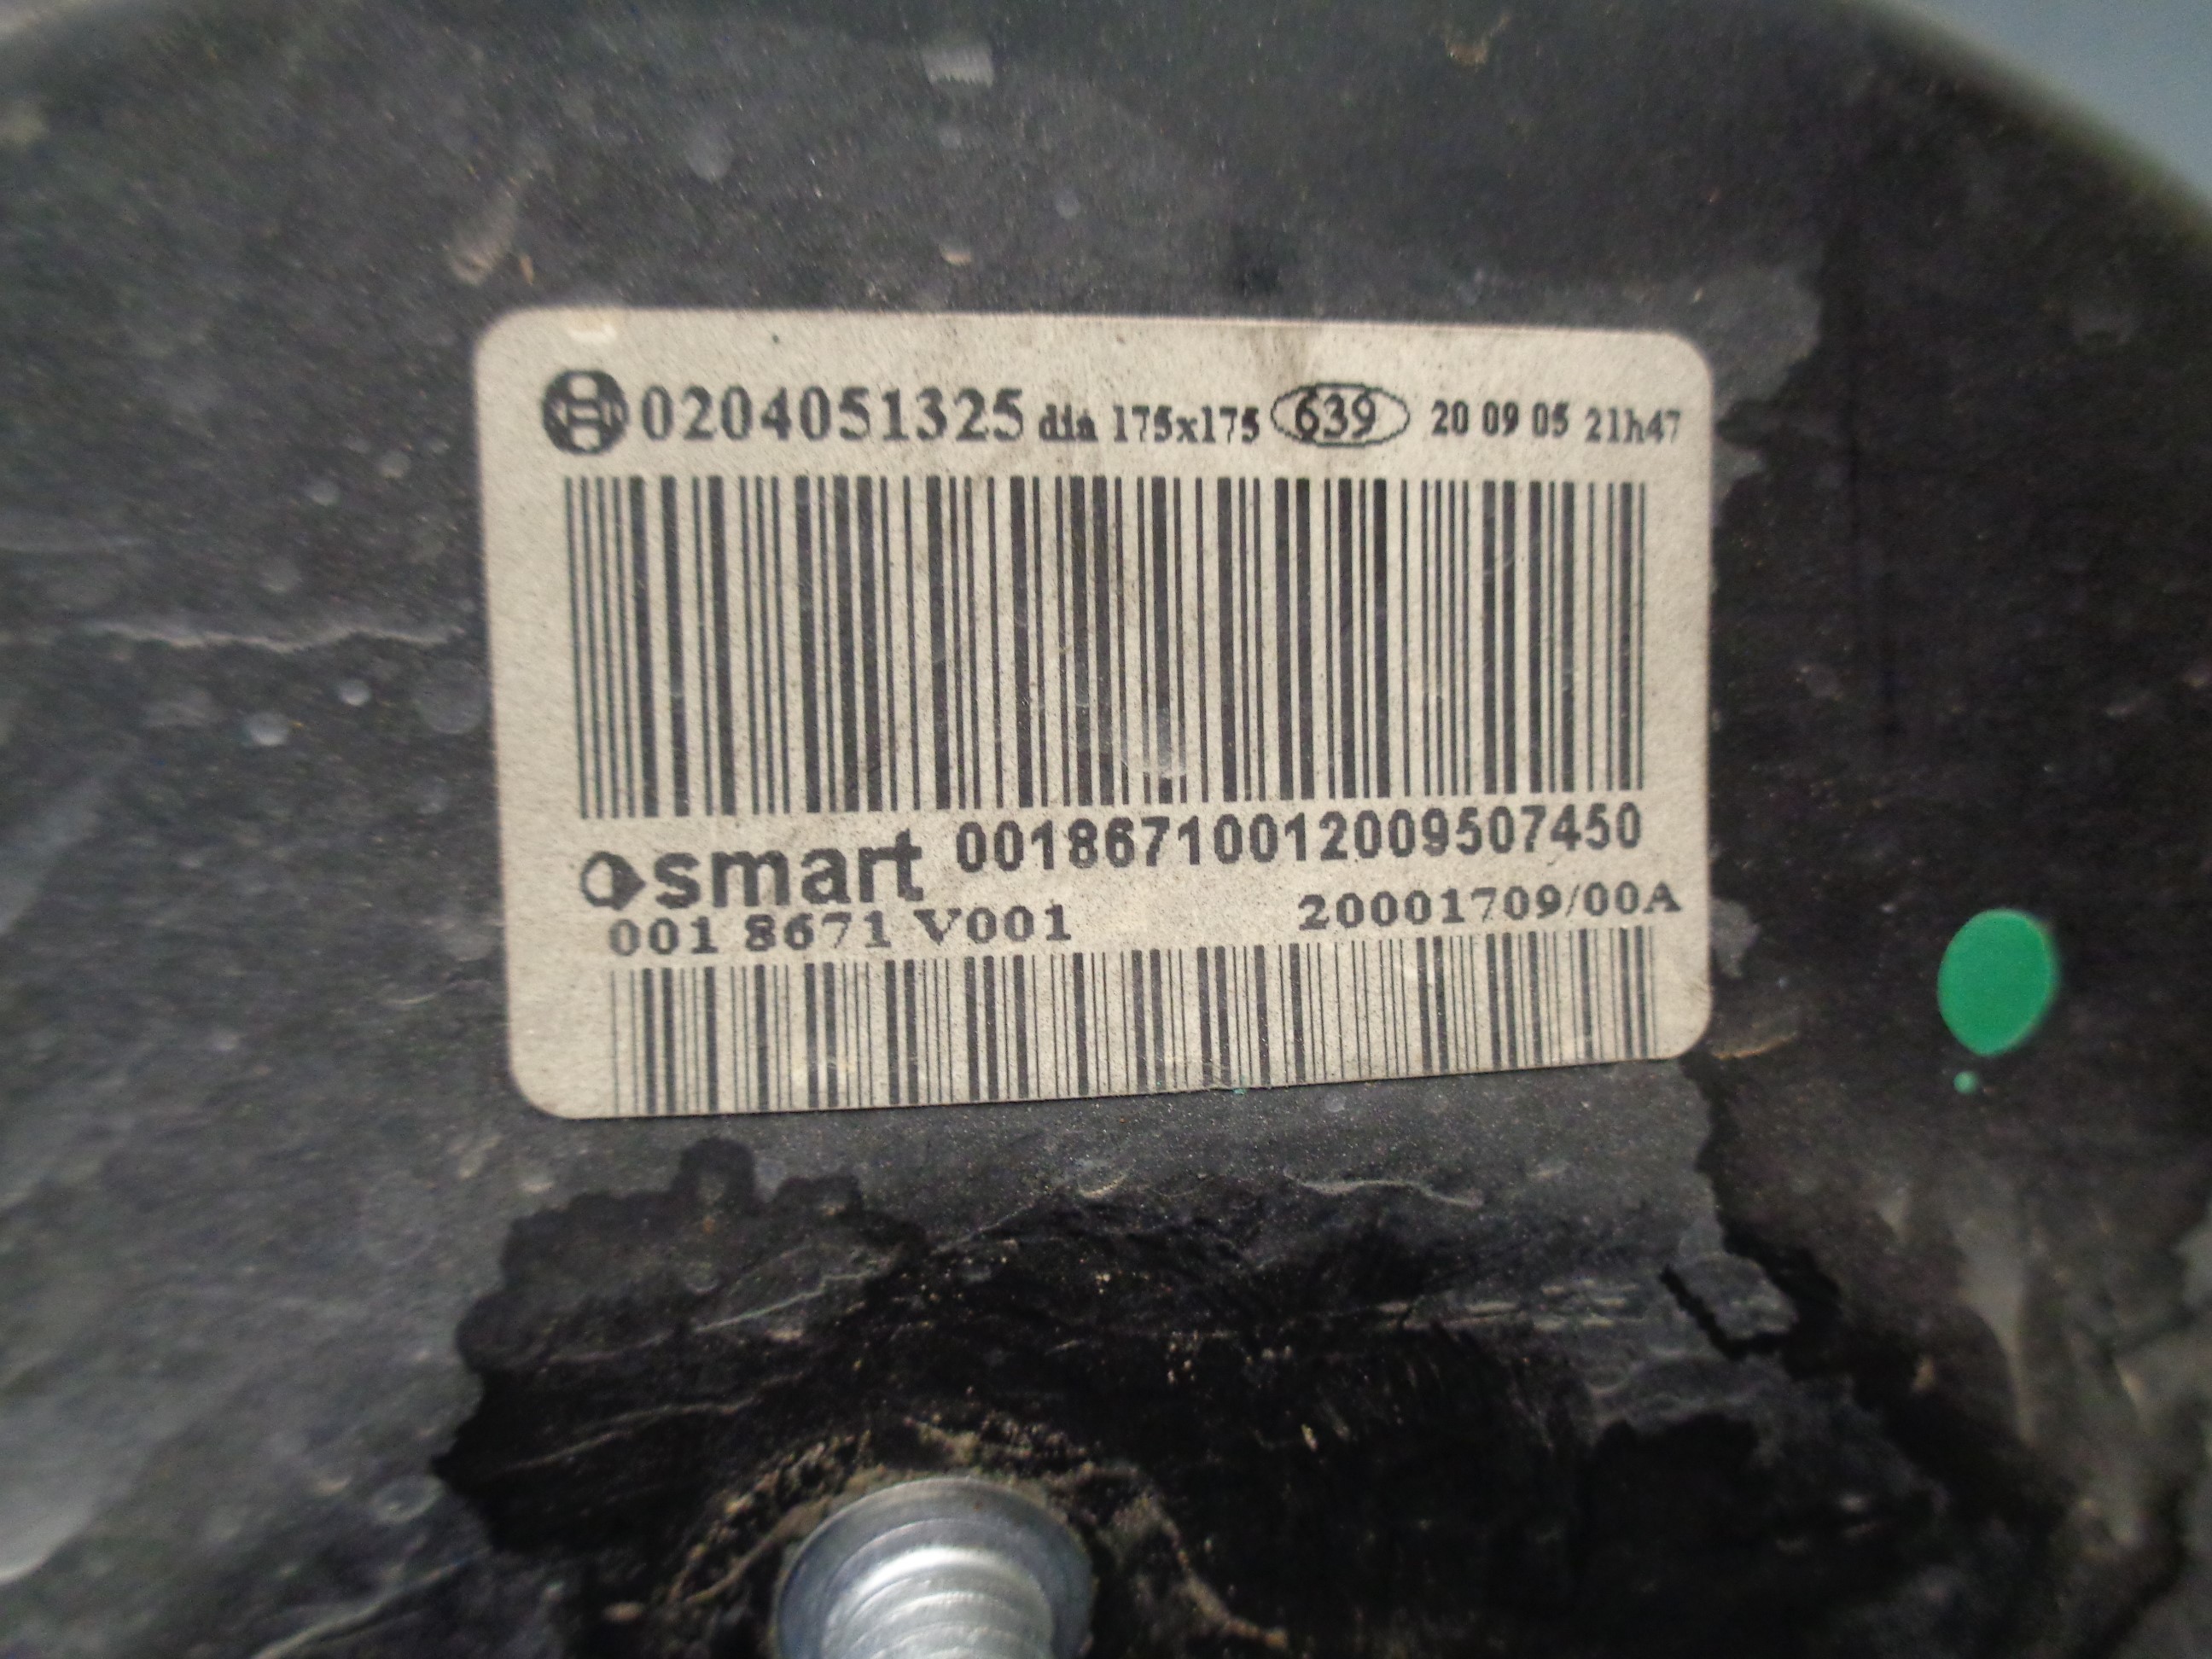 0204051325 dia 175x175 639 20 09 05 21h47
smart 00186710012009507450
001 8671 V001 20001709/00A